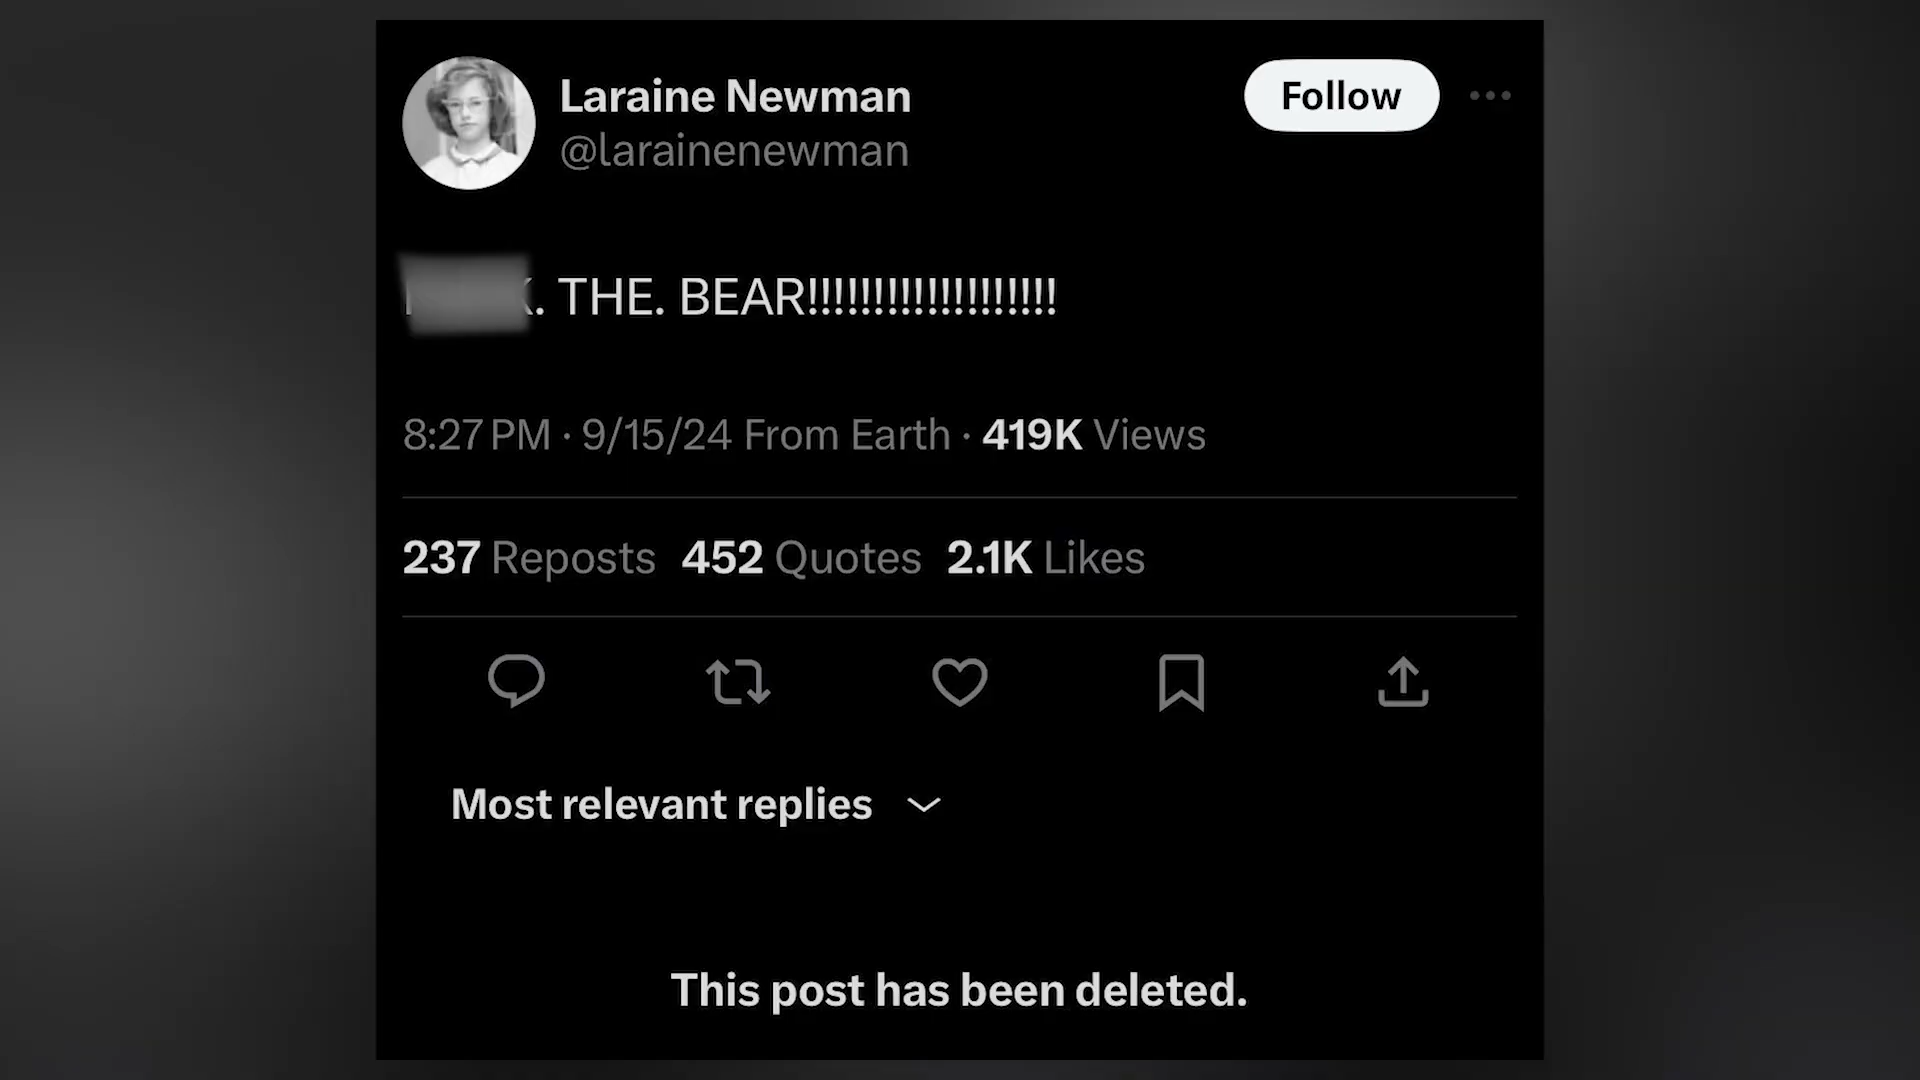 Laraine Newman
Follow
@larainenewman
THE. BEAR!!!!!!!!!!!!!!!!!!!
8:27 PM · 9/15/24 From Earth · 419K Views
237 Reposts 452 Quotes 2.1K Likes
Most relevant replies
This post has been deleted.